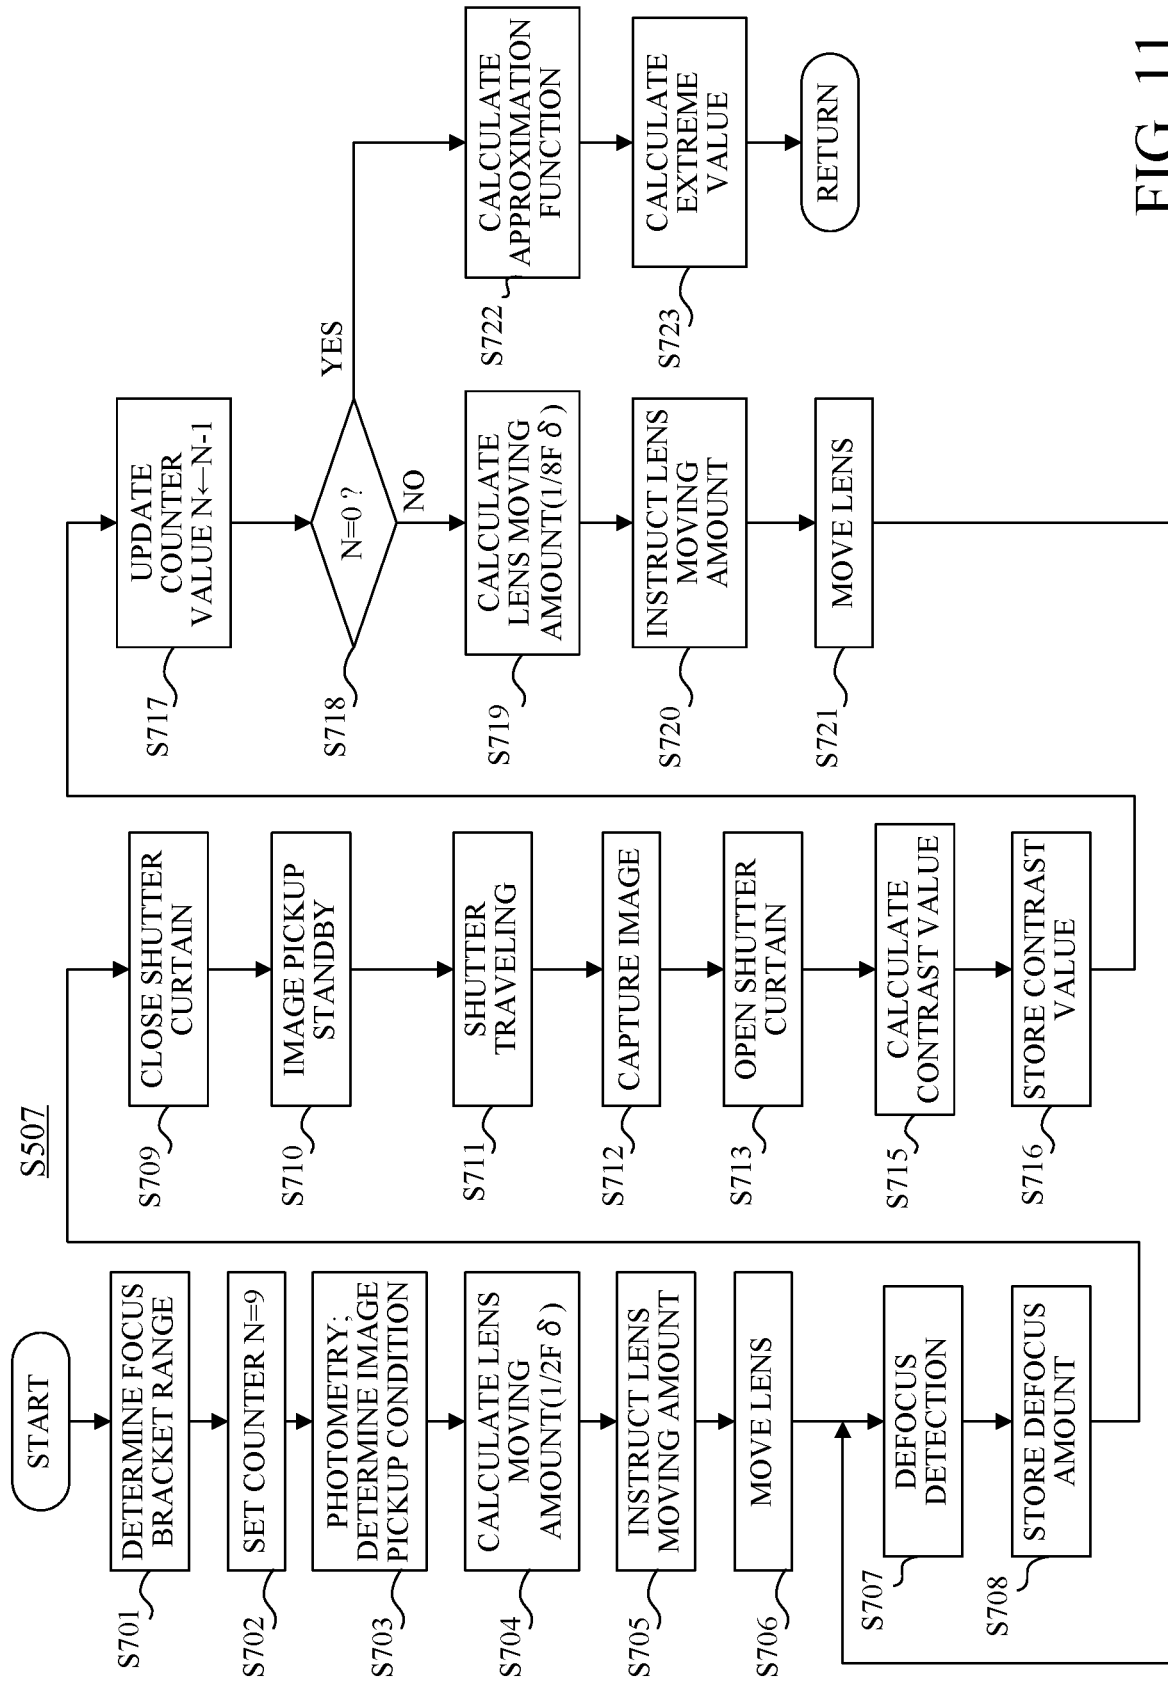 S507
START
DETERMINE FOCUS
BRACKET RANGE
S701
SET COUNTER N=9
S702
PHOTOMETRY;
DETERMINE IMAGE
PICKUP CONDITION
S703
CALCULATE LENS
MOVING
AMOUNT(1/2F δ)
S704
INSTRUCT LENS
MOVING AMOUNT
S705
MOVE LENS
S706
DEFOCUS
DETECTION
S707
STORE DEFOCUS
AMOUNT
S708
CLOSE SHUTTER
CURTAIN
S709
IMAGE PICKUP
STANDBY
S710
SHUTTER
TRAVELING
S711
CAPTURE IMAGE
S712
OPEN SHUTTER
CURTAIN
S713
CALCULATE
CONTRAST VALUE
S715
STORE CONTRAST
VALUE
S716
UPDATE
COUNTER
VALUE N←N-1
S717
N=0 ?
S718
YES
NO
CALCULATE
LENS MOVING
AMOUNT(1/8F δ)
S719
INSTRUCT LENS
MOVING
AMOUNT
S720
MOVE LENS
S721
CALCULATE
APPROXIMATION
FUNCTION
S722
CALCULATE
EXTREME
VALUE
S723
RETURN
FIG. 11